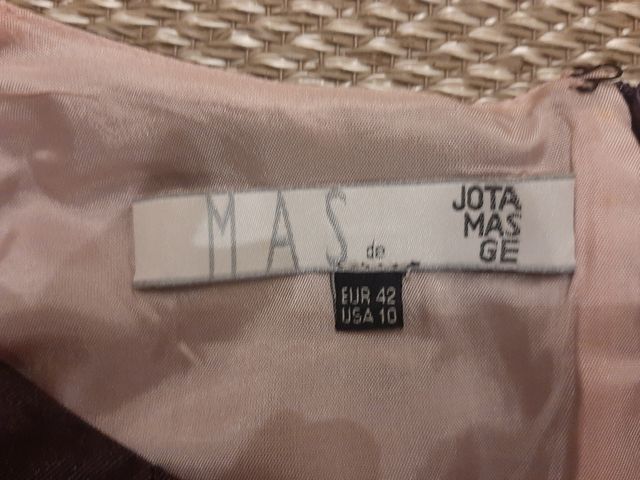 MAS de
JOTA
MAS
GE
EUR 42
USA 10